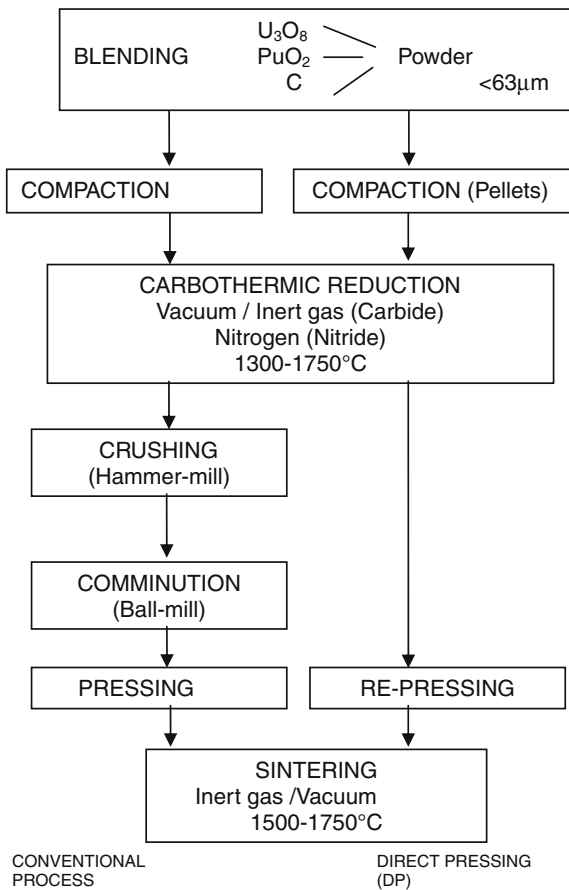 BLENDING
U₃O₈
PuO₂
C
Powder
<63μm
COMPACTION
COMPACTION (Pellets)
CARBOTHERMIC REDUCTION
Vacuum / Inert gas (Carbide)
Nitrogen (Nitride)
1300-1750°C
CRUSHING
(Hammer-mill)
COMMINUTION
(Ball-mill)
PRESSING
RE-PRESSING
SINTERING
Inert gas /Vacuum
1500-1750°C
CONVENTIONAL
PROCESS
DIRECT PRESSING
(DP)